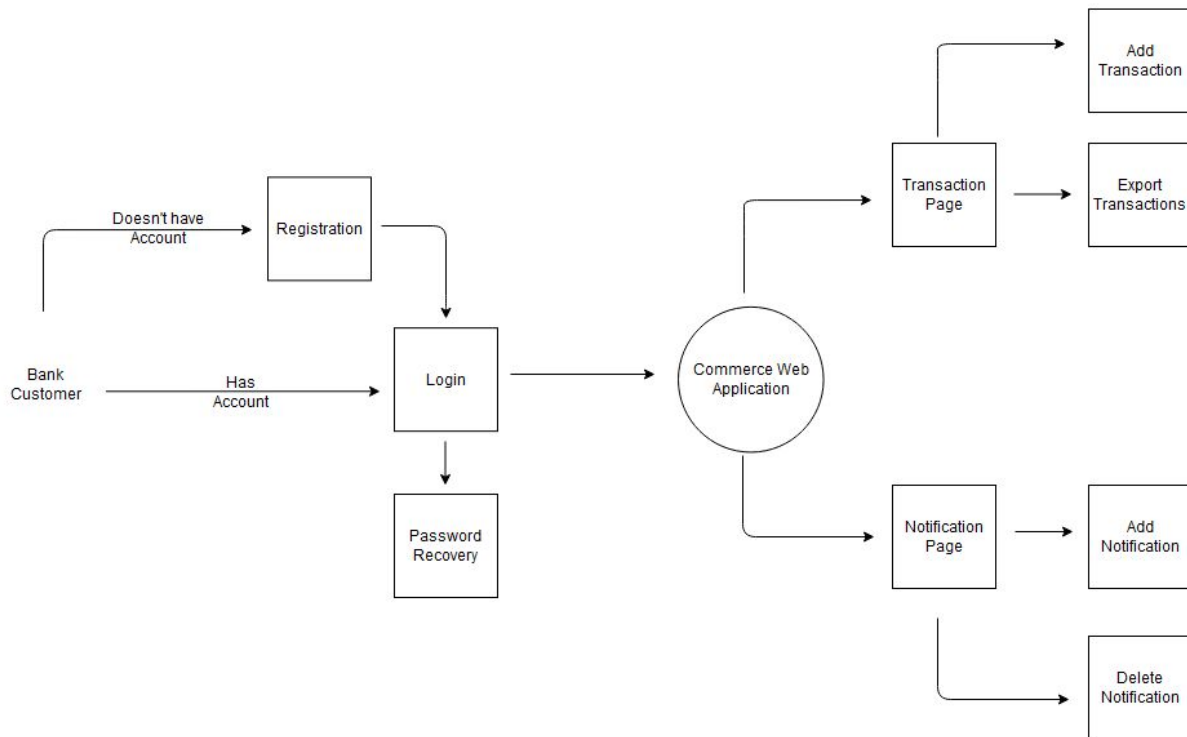 Add
Transaction
Transaction
Page
Export
Transactions
Doesn't have
Account
Registration
Bank
Customer
Has
Account
Login
Commerce Web
Application
Password
Recovery
Notification
Page
Add
Notification
Delete
Notification